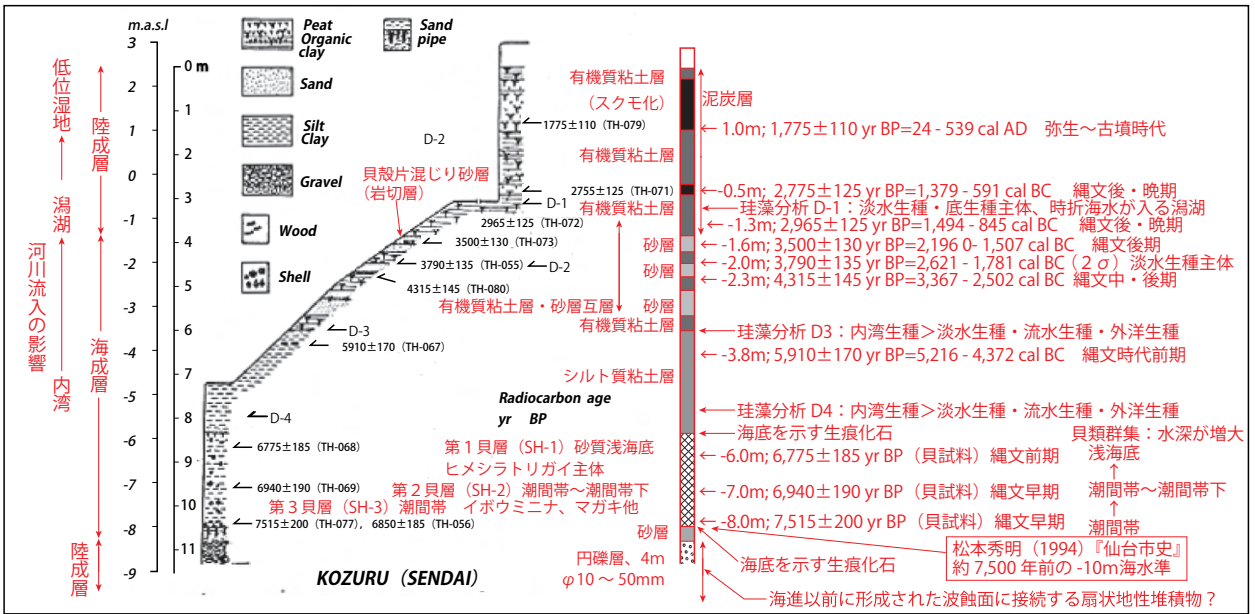 m.a.s.l
3
2
1
0
-1
-2
-3
-4
-5
-6
-7
-8
-9
0 m
1
2
3
4
5
6
7
8
9
10
11
低位湿地
潟湖
内湾
河川流入の影響
陸成層
海成層
陸成層
Peat
Organic
clay
Sand
pipe
Sand
Silt
Clay
Gravel
Wood
Shell
D-2
貝殻片混じり砂層
(岩切層)
1775±110 (TH-079)
2755±125 (TH-071)
D-1
2965±125 (TH-072)
3500±130 (TH-073)
3790±135 (TH-055)
D-2
4315±145 (TH-080)
D-3
5910±170 (TH-067)
D-4
6775±185 (TH-068)
6940±190 (TH-069)
7515±200 (TH-077), 6850±185 (TH-056)
Radiocarbon age
yr BP
KOZURU (SENDAI)
有機質粘土層
(スクモ化)
有機質粘土層
有機質粘土層
砂層
砂層
有機質粘土層・砂層互層
砂層
有機質粘土層
シルト質粘土層
第1貝層(SH-1)砂質浅海底
ヒメシラトリガイ主体
第2貝層(SH-2)潮間帯~潮間帯下
第3貝層(SH-3)潮間帯 イボウミニナ、マガキ他
砂層
円礫層、4m
φ10~50mm
泥炭層
1.0m; 1,775±110 yr BP=24 - 539 cal AD 弥生~古墳時代
-0.5m; 2,775±125 yr BP=1,379 - 591 cal BC 縄文後・晩期
珪藻分析 D-1:淡水生種・底生種主体、時折海水が入る潟湖
-1.3m; 2,965±125 yr BP=1,494 - 845 cal BC 縄文後・晩期
-1.6m; 3,500±130 yr BP=2,196 0- 1,507 cal BC 縄文後期
-2.0m; 3,790±135 yr BP=2,621 - 1,781 cal BC(2σ)淡水生種主体
-2.3m; 4,315±145 yr BP=3,367 - 2,502 cal BC 縄文中・後期
珪藻分析 D3:内湾生種>淡水生種・流水生種・外洋生種
-3.8m; 5,910±170 yr BP=5,216 - 4,372 cal BC 縄文時代前期
珪藻分析 D4:内湾生種>淡水生種・流水生種・外洋生種
海底を示す生痕化石
貝類群集:水深が増大
-6.0m; 6,775±185 yr BP(貝試料)縄文前期
浅海底
↑
-7.0m; 6,940±190 yr BP(貝試料)縄文早期
潮間帯~潮間帯下
↑
-8.0m; 7,515±200 yr BP(貝試料)縄文早期
潮間帯
松本秀明(1994)『仙台市史』
約7,500年前の-10m海水準
海底を示す生痕化石
海進以前に形成された波蝕面に接続する扇状地性堆積物?